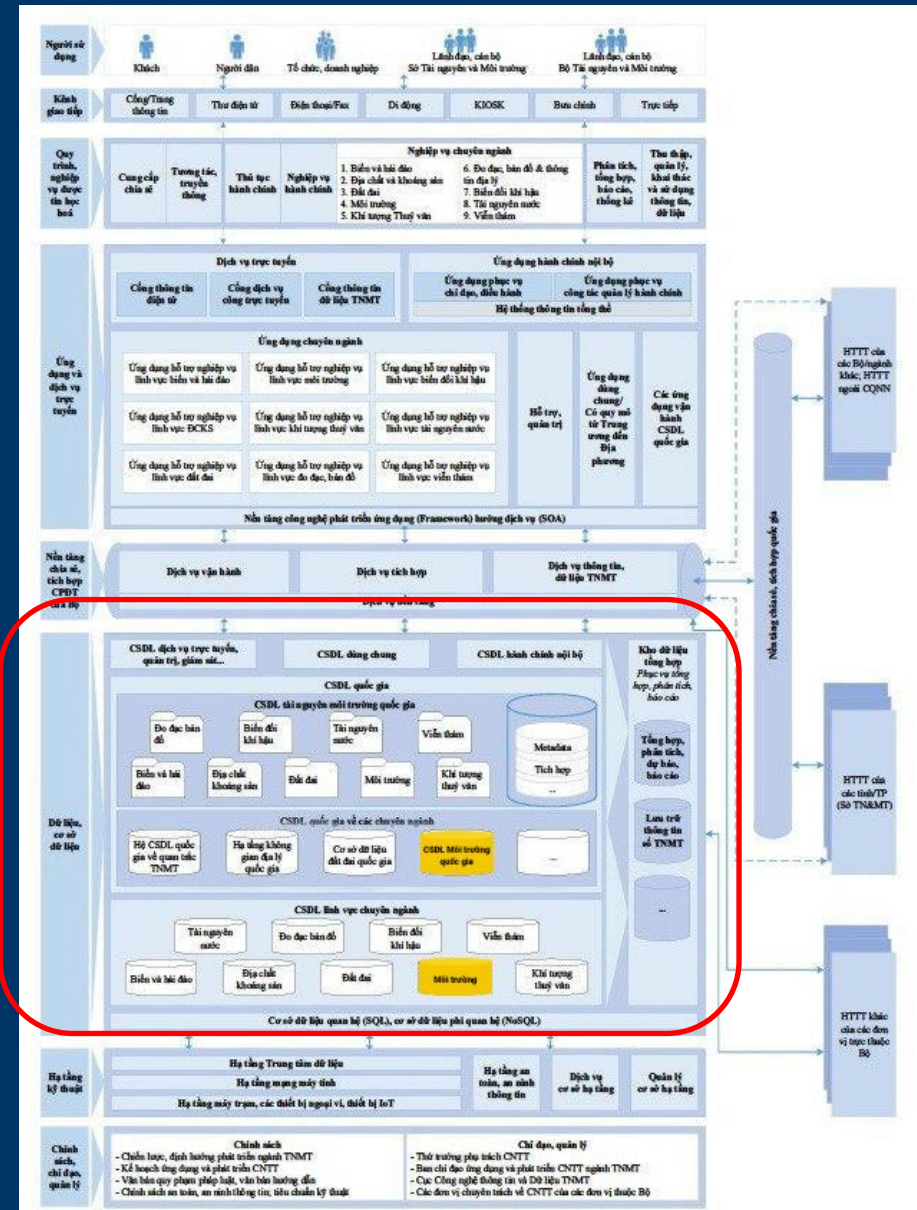 Người sử
dụng
Khách
Người dân
Tổ chức, doanh nghiệp
Lãnh đạo, cán bộ
Sở Tài nguyên và Môi trường
Lãnh đạo, cán bộ
Bộ Tài nguyên và Môi trường
Kênh
giao tiếp
Cổng/Trang
thông tin
Thư điện tử
Điện thoại/Fax
Di động
KIOSK
Bưu chính
Trực tiếp
Quy
trình,
nghiệp
vụ được
tin học
hoá
Cung cấp
chia sẻ
Tương tác,
truyền
thông
Thủ tục
hành chính
Nghiệp vụ
hành chính
Nghiệp vụ chuyên ngành
1. Biển và hải đảo
2. Địa chất và khoáng sản
3. Đất đai
4. Môi trường
5. Khí tượng Thuỷ văn
6. Đo đạc, bản đồ & thông
tin địa lý
7. Biến đổi khí hậu
8. Tài nguyên nước
9. Viễn thám
Phân tích,
tổng hợp,
báo cáo,
thống kê
Thu thập,
quản lý,
khai thác
và sử dụng
thông tin,
dữ liệu
Ứng
dụng và
dịch vụ
trực
tuyến
Dịch vụ trực tuyến
Cổng thông tin
điện tử
Cổng dịch vụ
công trực tuyến
Cổng thông tin
dữ liệu TNMT
Ứng dụng hành chính nội bộ
Ứng dụng phục vụ
chỉ đạo, điều hành
Ứng dụng phục vụ
công tác quản lý hành chính
Hệ thống thông tin tổng thể
Ứng dụng chuyên ngành
Ứng dụng hỗ trợ nghiệp vụ
lĩnh vực biển và hải đảo
Ứng dụng hỗ trợ nghiệp vụ
lĩnh vực môi trường
Ứng dụng hỗ trợ nghiệp vụ
lĩnh vực biến đổi khí hậu
Ứng dụng hỗ trợ nghiệp vụ
lĩnh vực ĐCKS
Ứng dụng hỗ trợ nghiệp vụ
lĩnh vực khí tượng thuỷ văn
Ứng dụng hỗ trợ nghiệp vụ
lĩnh vực tài nguyên nước
Ứng dụng hỗ trợ nghiệp vụ
lĩnh vực đất đai
Ứng dụng hỗ trợ nghiệp vụ
lĩnh vực đo đạc, bản đồ
Ứng dụng hỗ trợ nghiệp vụ
lĩnh vực viễn thám
Hỗ trợ,
quản trị
Ứng dụng
dùng
chung/
Có quy mô
từ Trung
ương đến
Địa
phương
Các ứng
dụng vận
hành
CSDL
quốc gia
Nền tảng công nghệ phát triển ứng dụng (Framework) hướng dịch vụ (SOA)
Nền tảng
chia sẻ,
tích hợp
CPĐT
của Bộ
Dịch vụ vận hành
Dịch vụ tích hợp
Dịch vụ thông tin,
dữ liệu TNMT
Dịch vụ nền tảng
Dữ liệu,
cơ sở
dữ liệu
CSDL dịch vụ trực tuyến,
quản trị, giám sát...
CSDL dùng chung
CSDL hành chính nội bộ
CSDL quốc gia
CSDL tài nguyên môi trường quốc gia
Đo đạc bản
đồ
Biến đổi
khí hậu
Tài nguyên
nước
Viễn thám
Biển và hải
đảo
Địa chất
khoáng sản
Đất đai
Môi trường
Khí tượng
thuỷ văn
Metadata
Tích hợp
...
CSDL quốc gia về các chuyên ngành
Hệ CSDL quốc
gia về quan trắc
TNMT
Hạ tầng không
gian địa lý
quốc gia
Cơ sở dữ liệu
đất đai quốc gia
CSDL Môi trường
quốc gia
...
CSDL lĩnh vực chuyên ngành
Tài nguyên
nước
Đo đạc bản đồ
Biến đổi
khí hậu
Viễn thám
Biển và hải đảo
Địa chất
khoáng sản
Đất đai
Môi trường
Khí tượng
thuỷ văn
Kho dữ liệu
tổng hợp
Phục vụ tổng
hợp, phân tích,
báo cáo
Tổng hợp,
phân tích,
dự báo,
báo cáo
Lưu trữ
thông tin
số TNMT
...
Cơ sở dữ liệu quan hệ (SQL), cơ sở dữ liệu phi quan hệ (NoSQL)
Hạ tầng
kỹ thuật
Hạ tầng Trung tâm dữ liệu
Hạ tầng mạng máy tính
Hạ tầng máy trạm, các thiết bị ngoại vi, thiết bị IoT
Hạ tầng an
toàn, an ninh
thông tin
Dịch vụ
cơ sở hạ tầng
Quản lý
cơ sở hạ tầng
Chính
sách,
chỉ đạo,
quản lý
Chính sách
- Chiến lược, định hướng phát triển ngành TNMT
- Kế hoạch ứng dụng và phát triển CNTT
- Văn bản quy phạm pháp luật, văn bản hướng dẫn
- Chính sách an toàn, an ninh thông tin; tiêu chuẩn kỹ thuật
Chỉ đạo, quản lý
- Thứ trưởng phụ trách CNTT
- Ban chỉ đạo ứng dụng và phát triển CNTT ngành TNMT
- Cục Công nghệ thông tin và Dữ liệu TNMT
- Các đơn vị chuyên trách về CNTT của các đơn vị thuộc Bộ
Nền tảng chia sẻ, tích hợp quốc gia
HTTT của
các Bộ/ngành
khác; HTTT
ngoài CQNN
HTTT của
các tỉnh/TP
(Sở TN&MT)
HTTT khác
của các đơn
vị trực thuộc
Bộ